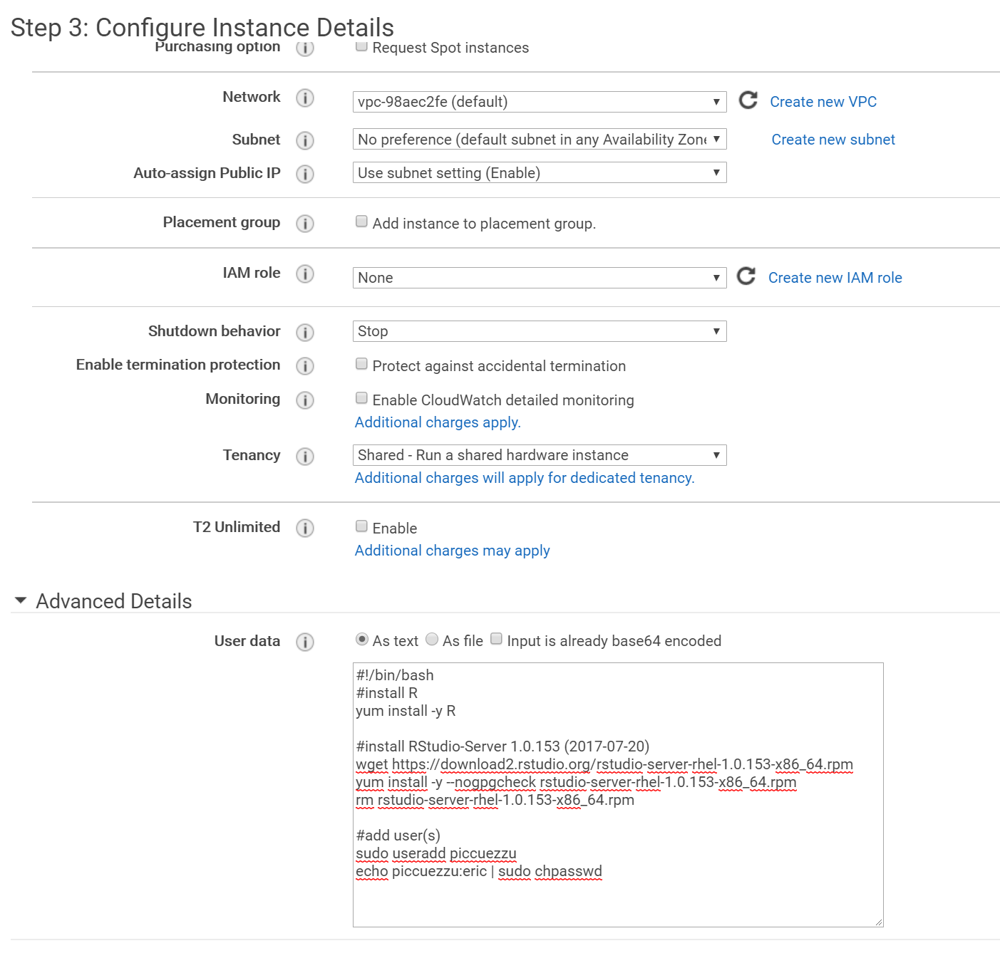 Step 3: Configure Instance Details
Purchasing option Request Spot instances
Network vpc-98aec2fe (default) Create new VPC
Subnet No preference (default subnet in any Availability Zone Create new subnet
Auto-assign Public IP Use subnet setting (Enable)
Placement group Add instance to placement group.
IAM role None Create new IAM role
Shutdown behavior Stop
Enable termination protection Protect against accidental termination
Monitoring Enable CloudWatch detailed monitoring
Additional charges apply.
Tenancy Shared - Run a shared hardware instance
Additional charges will apply for dedicated tenancy.
T2 Unlimited Enable
Additional charges may apply
Advanced Details
User data As text As file Input is already base64 encoded
#!/bin/bash
#install R
yum install -y R
#install RStudio-Server 1.0.153 (2017-07-20)
wget https://download2.rstudio.org/rstudio-server-rhel-1.0.153-x86_64.rpm
yum install -y --nogpgcheck rstudio-server-rhel-1.0.153-x86_64.rpm
rm rstudio-server-rhel-1.0.153-x86_64.rpm
#add user(s)
sudo useradd piccuezzu
echo piccuezzu:eric | sudo chpasswd